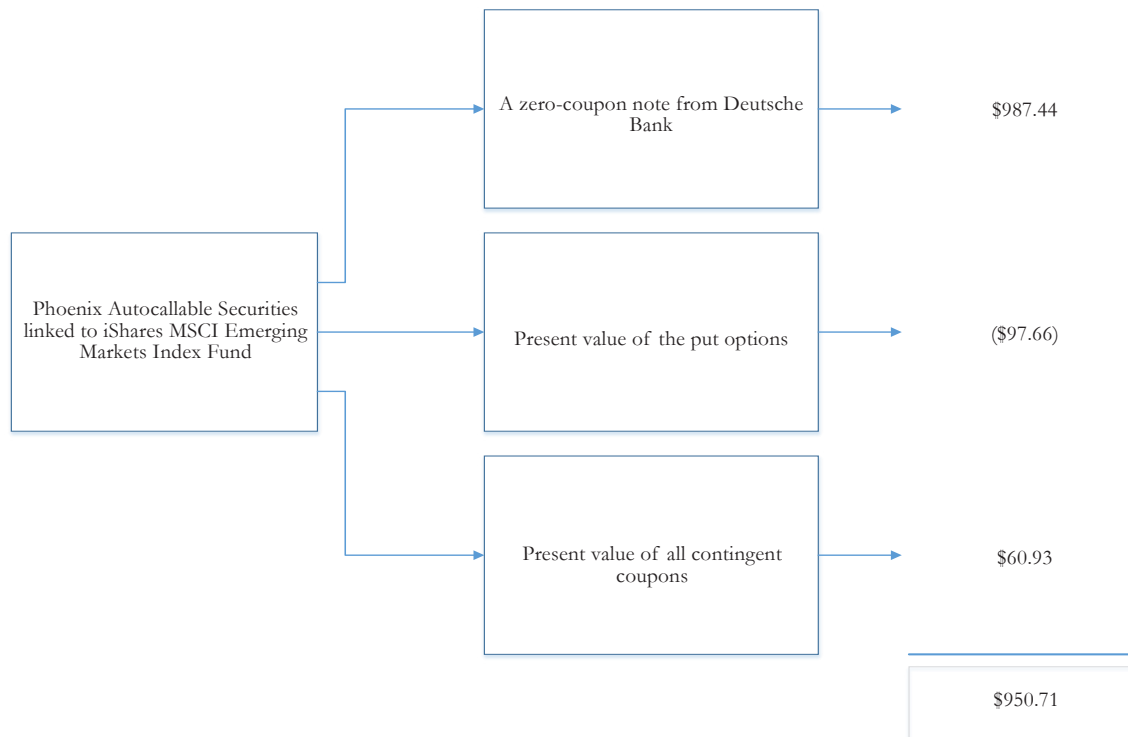 A zero-coupon note from Deutsche
Bank
$987.44
Phoenix Autocallable Securities
linked to iShares MSCI Emerging
Markets Index Fund
Present value of the put options
($97.66)
Present value of all contingent
coupons
$60.93
$950.71